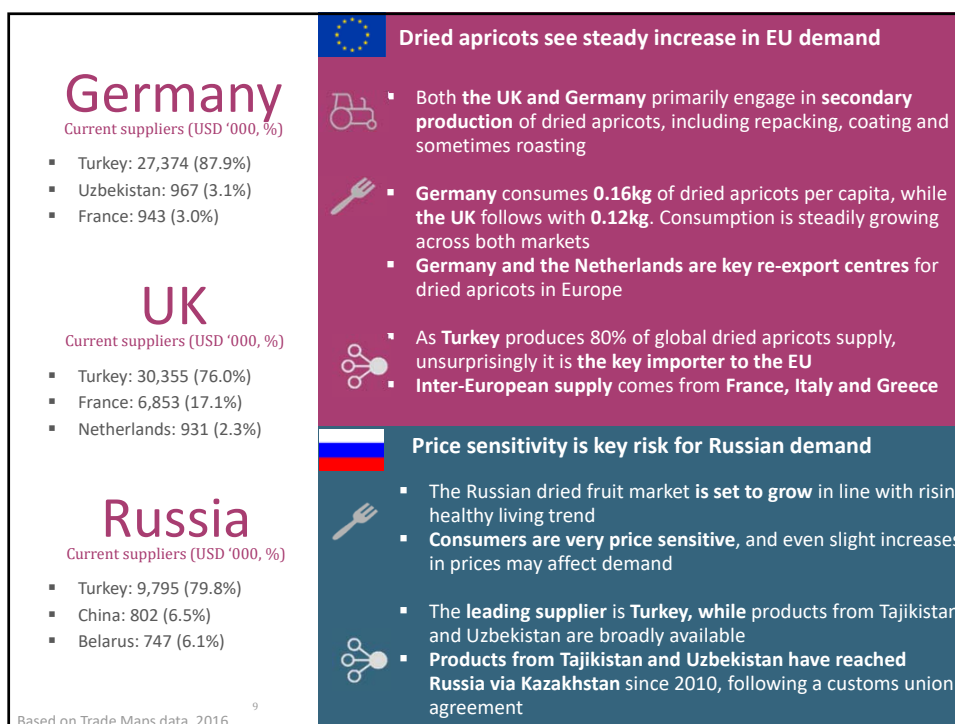 Germany
Current suppliers (USD ‘000, %)
▪ Turkey: 27,374 (87.9%)
▪ Uzbekistan: 967 (3.1%)
▪ France: 943 (3.0%)
UK
Current suppliers (USD ‘000, %)
▪ Turkey: 30,355 (76.0%)
▪ France: 6,853 (17.1%)
▪ Netherlands: 931 (2.3%)
Russia
Current suppliers (USD ‘000, %)
▪ Turkey: 9,795 (79.8%)
▪ China: 802 (6.5%)
▪ Belarus: 747 (6.1%)
9
Based on Trade Maps data, 2016
Dried apricots see steady increase in EU demand
▪ Both the UK and Germany primarily engage in secondary
production of dried apricots, including repacking, coating and
sometimes roasting
▪ Germany consumes 0.16kg of dried apricots per capita, while
the UK follows with 0.12kg. Consumption is steadily growing
across both markets
▪ Germany and the Netherlands are key re-export centres for
dried apricots in Europe
▪ As Turkey produces 80% of global dried apricots supply,
unsurprisingly it is the key importer to the EU
▪ Inter-European supply comes from France, Italy and Greece
Price sensitivity is key risk for Russian demand
▪ The Russian dried fruit market is set to grow in line with risin
healthy living trend
▪ Consumers are very price sensitive, and even slight increases
in prices may affect demand
▪ The leading supplier is Turkey, while products from Tajikistan
and Uzbekistan are broadly available
▪ Products from Tajikistan and Uzbekistan have reached
Russia via Kazakhstan since 2010, following a customs union
agreement